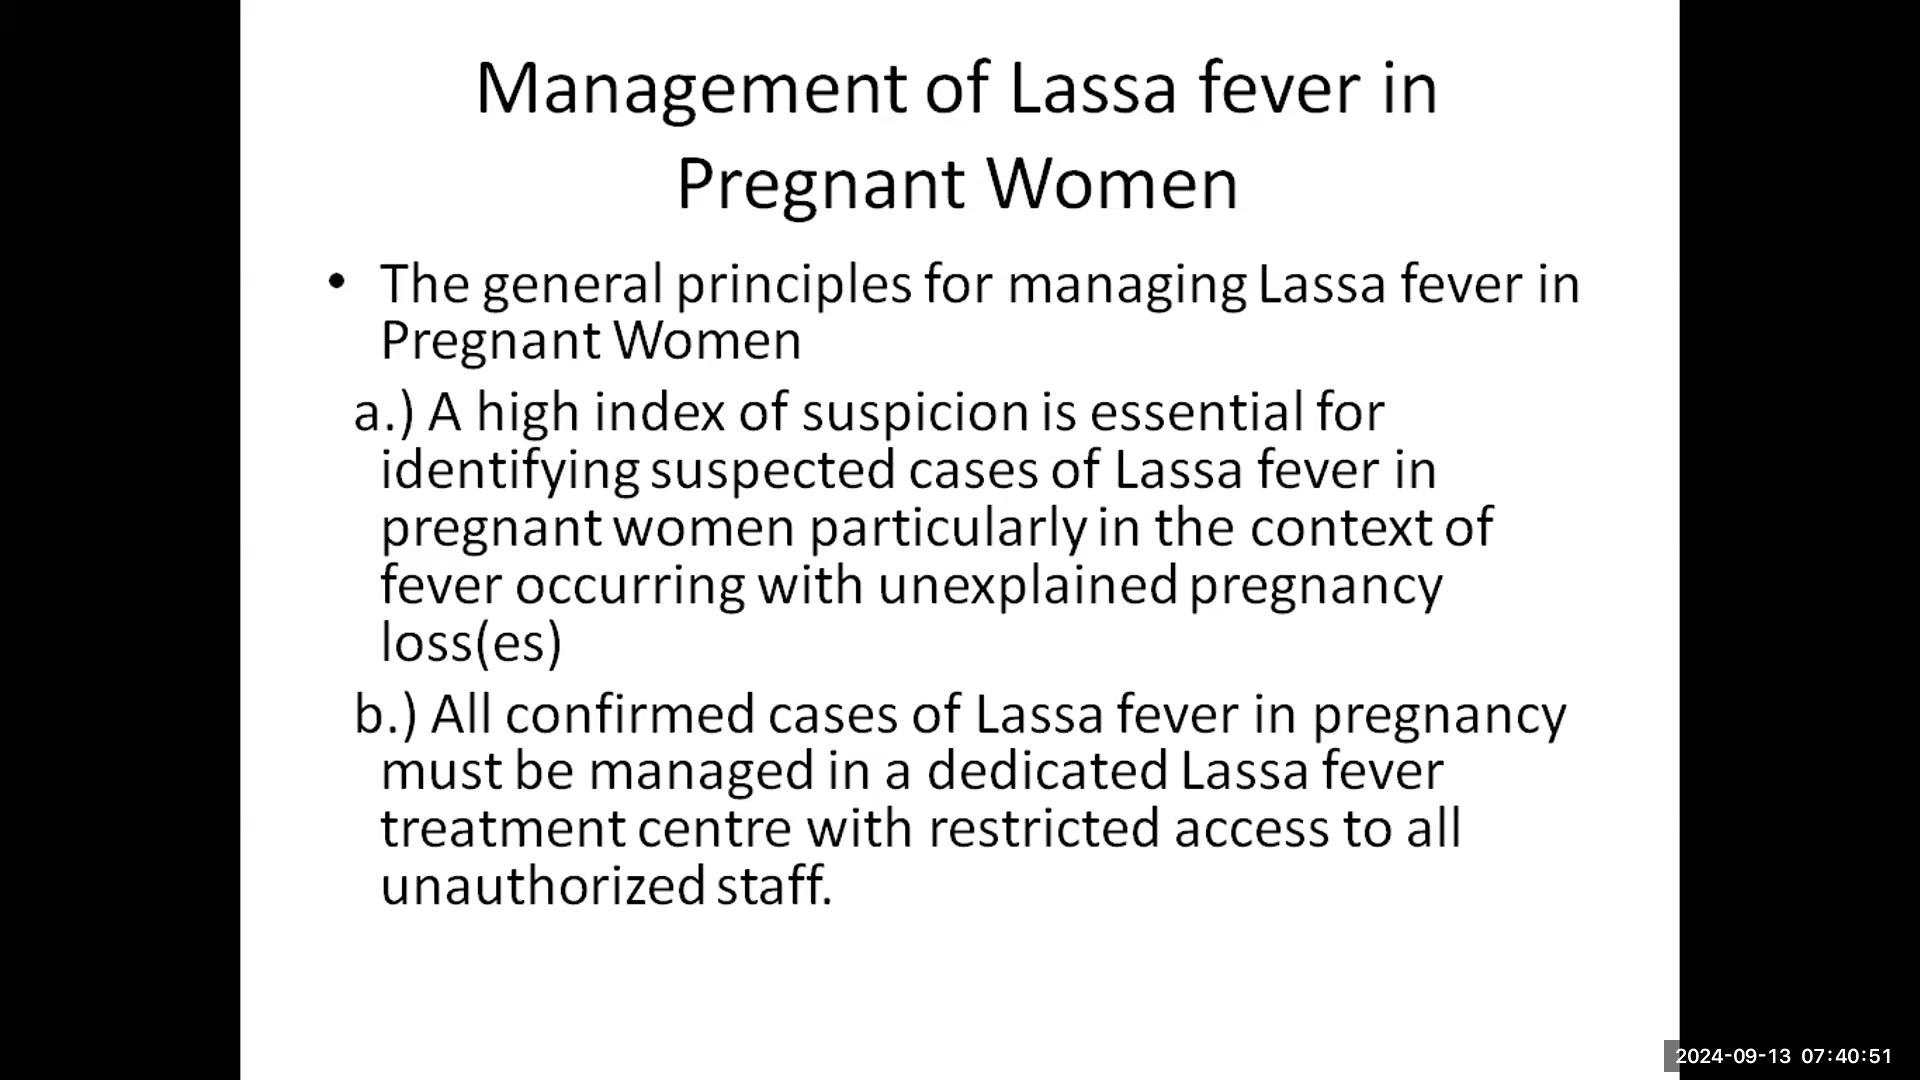 Management of Lassa fever in
Pregnant Women
• The general principles for managing Lassa fever in
Pregnant Women
a.) A high index of suspicion is essential for
identifying suspected cases of Lassa fever in
pregnant women particularly in the context of
fever occurring with unexplained pregnancy
loss(es)
b.) All confirmed cases of Lassa fever in pregnancy
must be managed in a dedicated Lassa fever
treatment centre with restricted access to all
unauthorized staff.
2024-09-13 07:40:51